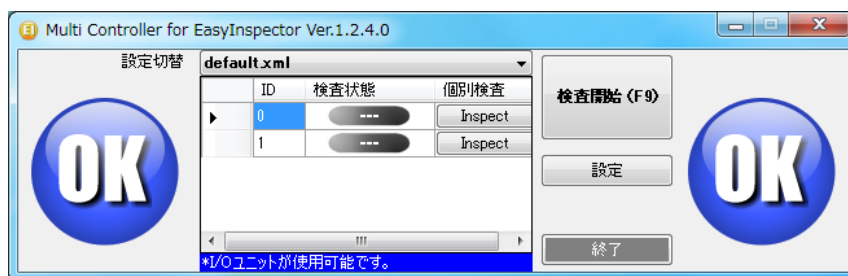 Multi Controller for EasyInspector Ver.1.2.4.0
設定切替 default.xml
ID 検査状態 個別検査
0 --- Inspect
1 --- Inspect
*I/Oユニットが使用可能です。
検査開始 (F9)
設定
終了
OK
OK